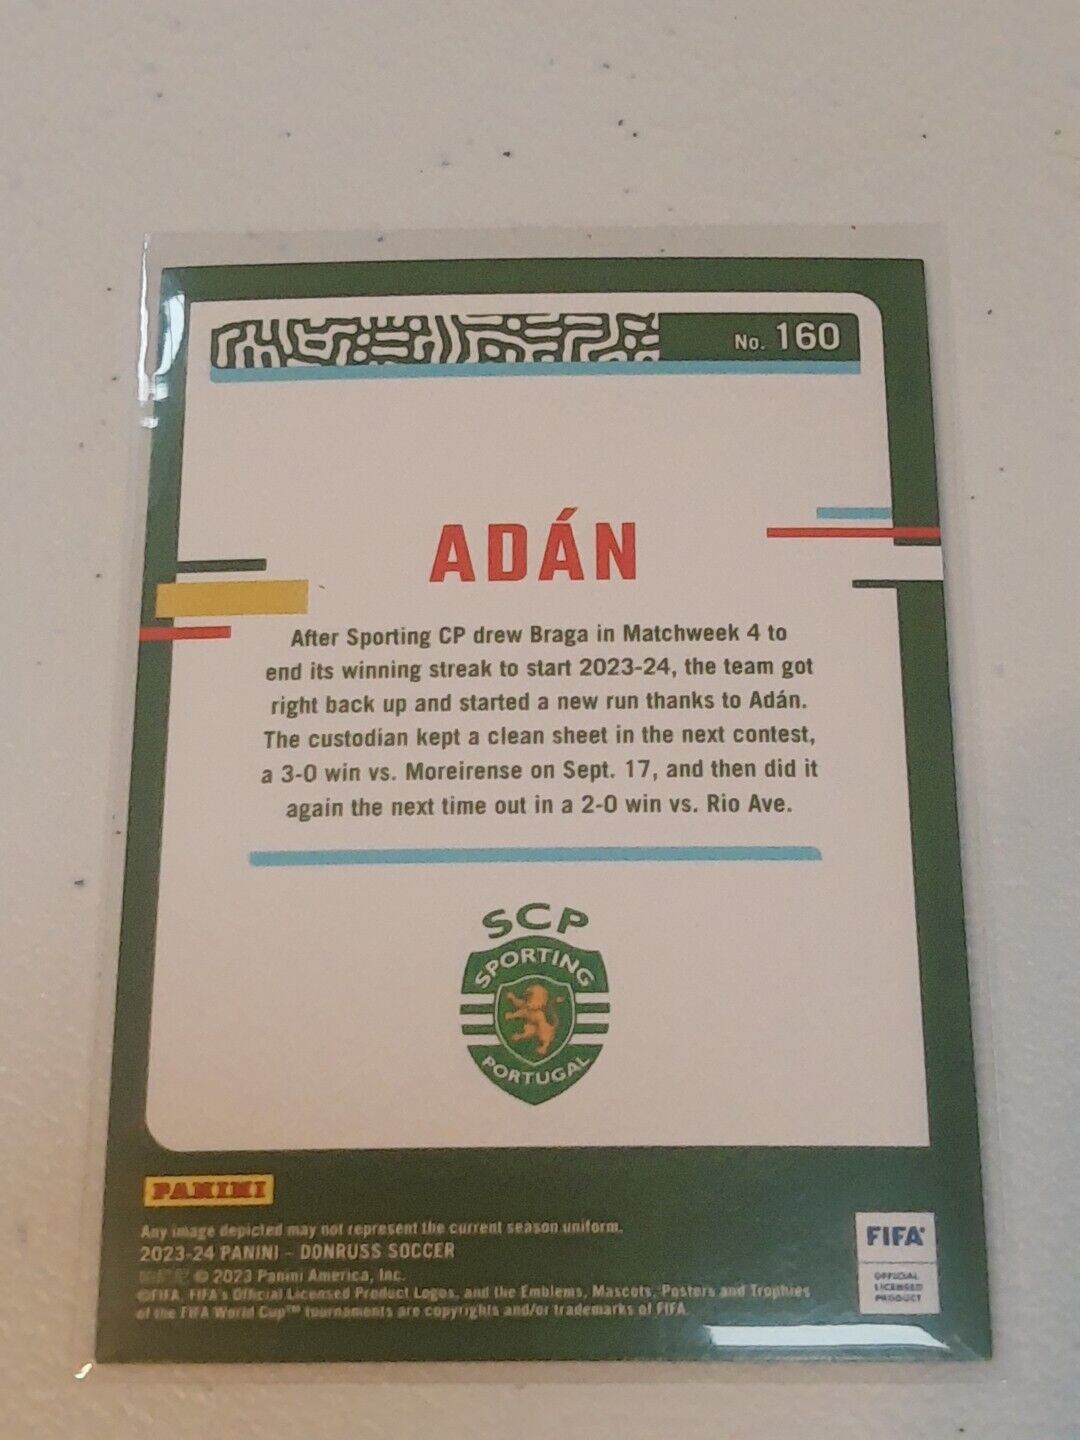 No. 160
ADÁN
After Sporting CP drew Braga in Matchweek 4 to
end its winning streak to start 2023-24, the team got
right back up and started a new run thanks to Adán.
The custodian kept a clean sheet in the next contest,
a 3-0 win vs. Moreirense on Sept. 17, and then did it
again the next time out in a 2-0 win vs. Rio Ave.
SCP
SPORTING
PORTUGAL
PANINI
Any image depicted may not represent the current season uniform.
2023-24 PANINI - DONRUSS SOCCER
© 2023 Panini America, Inc.
©FIFA, FIFA's Official Licensed Product Logos, and the Emblems, Mascots, Posters and Trophies
of the FIFA World Cup™ tournaments are copyrights and/or trademarks of FIFA.
FIFA
OFFICIAL
LICENSED
PRODUCT